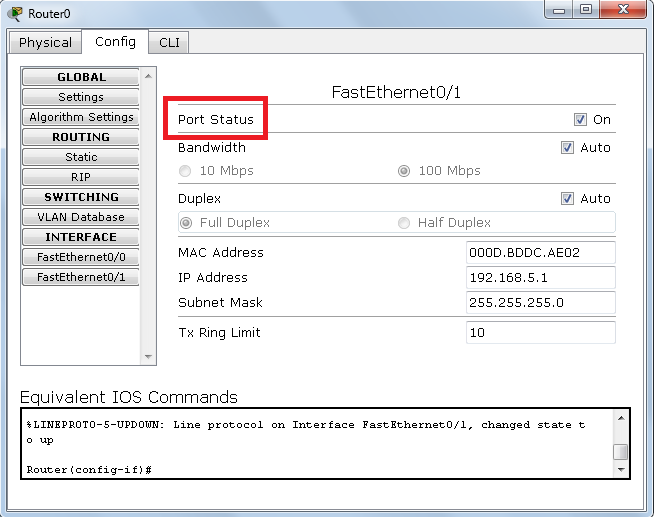 Router0
Physical Config CLI
GLOBAL
Settings
Algorithm Settings
ROUTING
Static
RIP
SWITCHING
VLAN Database
INTERFACE
FastEthernet0/0
FastEthernet0/1
FastEthernet0/1
Port Status On
Bandwidth Auto
10 Mbps 100 Mbps
Duplex Auto
Full Duplex Half Duplex
MAC Address 000D.BDDC.AE02
IP Address 192.168.5.1
Subnet Mask 255.255.255.0
Tx Ring Limit 10
Equivalent IOS Commands
%LINEPROTO-5-UPDOWN: Line protocol on Interface FastEthernet0/1, changed state t
o up
Router(config-if)#